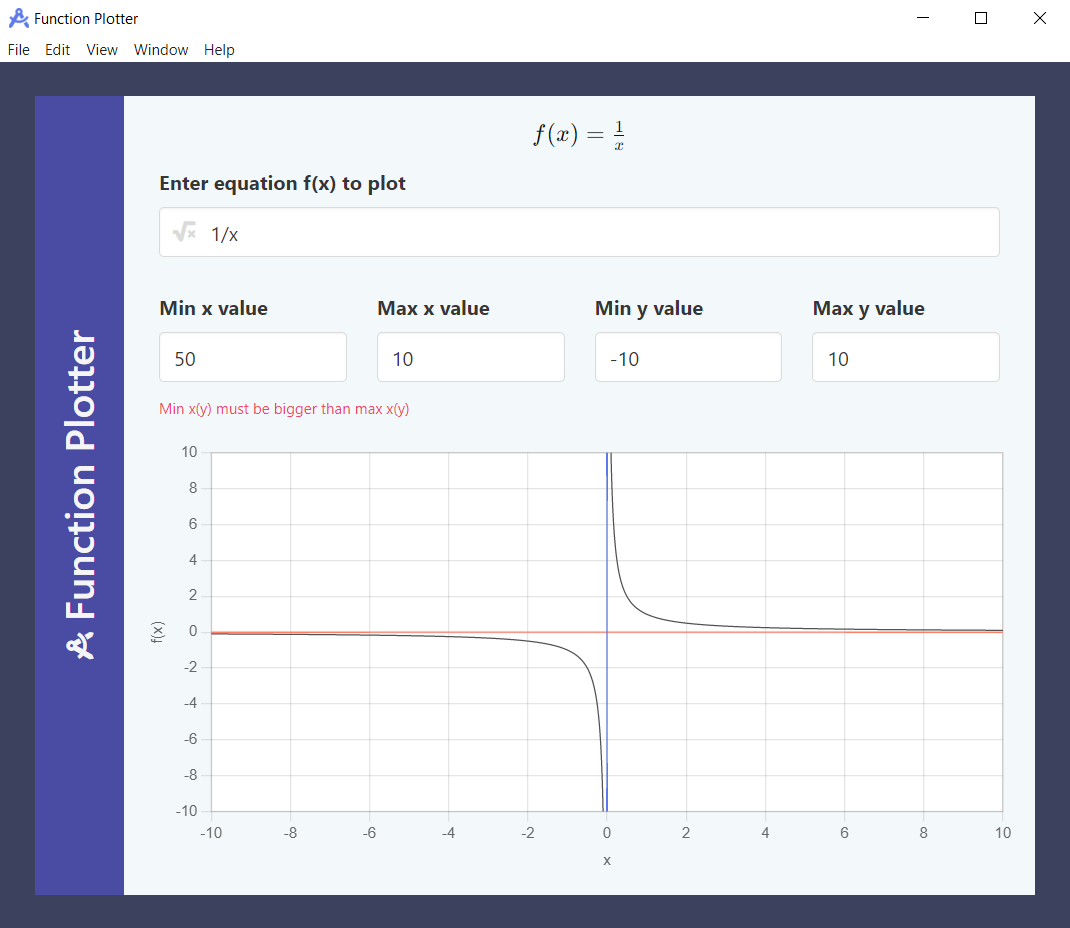 Function Plotter
File Edit View Window Help
f(x) = 1/x
Enter equation f(x) to plot
√x 1/x
Min x value Max x value Min y value Max y value
50 10 -10 10
Min x(y) must be bigger than max x(y)
Function Plotter
10
8
6
4
2
0
-2
-4
-6
-8
-10
f(x)
-10 -8 -6 -4 -2 0 2 4 6 8 10
x